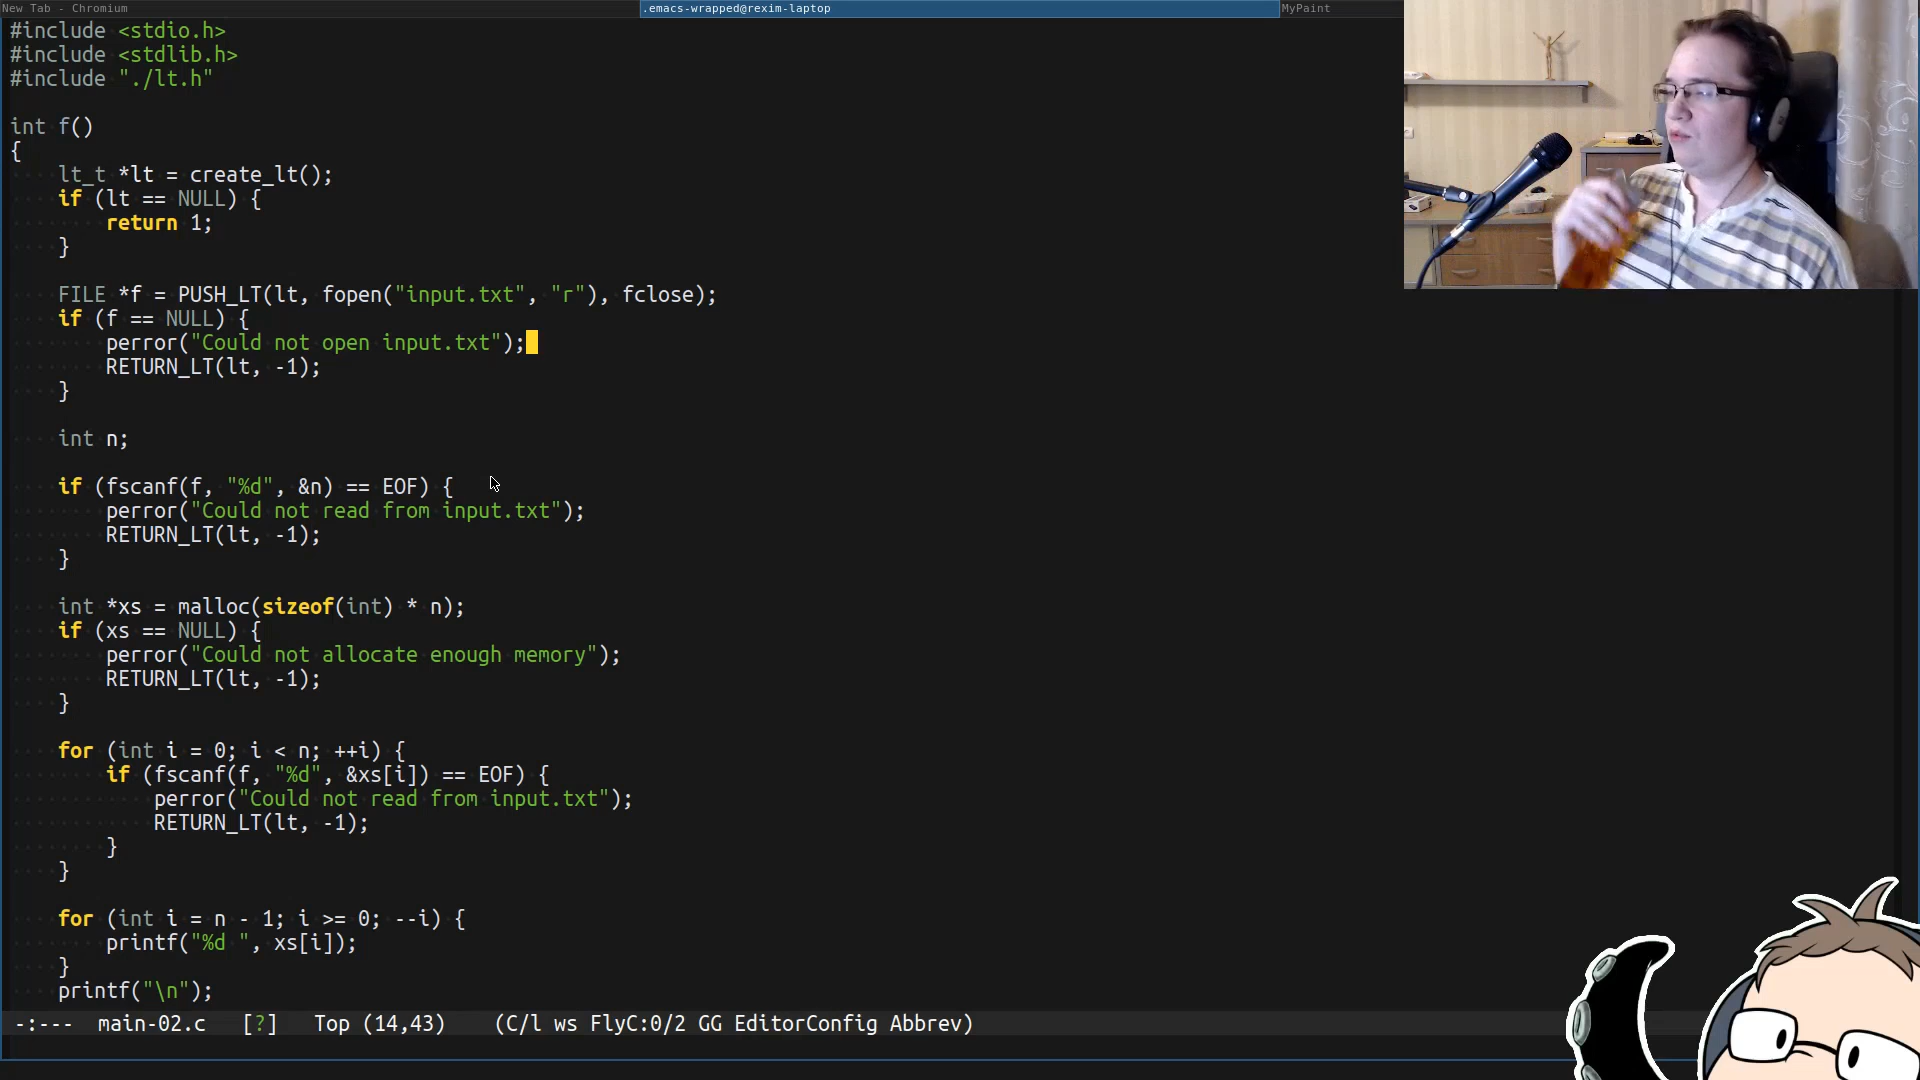 New Tab - Chromium
.emacs-wrapped@rexim-laptop
MyPaint
#include <stdio.h>
#include <stdlib.h>
#include "./lt.h"
int f()
{
lt_t *lt = create_lt();
if (lt == NULL) {
return 1;
}
FILE *f = PUSH_LT(lt, fopen("input.txt", "r"), fclose);
if (f == NULL) {
perror("Could not open input.txt");
RETURN_LT(lt, -1);
}
int n;
if (fscanf(f, "%d", &n) == EOF) {
perror("Could not read from input.txt");
RETURN_LT(lt, -1);
}
int *xs = malloc(sizeof(int) * n);
if (xs == NULL) {
perror("Could not allocate enough memory");
RETURN_LT(lt, -1);
}
for (int i = 0; i < n; ++i) {
if (fscanf(f, "%d", &xs[i]) == EOF) {
perror("Could not read from input.txt");
RETURN_LT(lt, -1);
}
}
for (int i = n - 1; i >= 0; --i) {
printf("%d ", xs[i]);
}
printf("\n");
-:--- main-02.c [?] Top (14,43) (C/l ws FlyC:0/2 GG EditorConfig Abbrev)